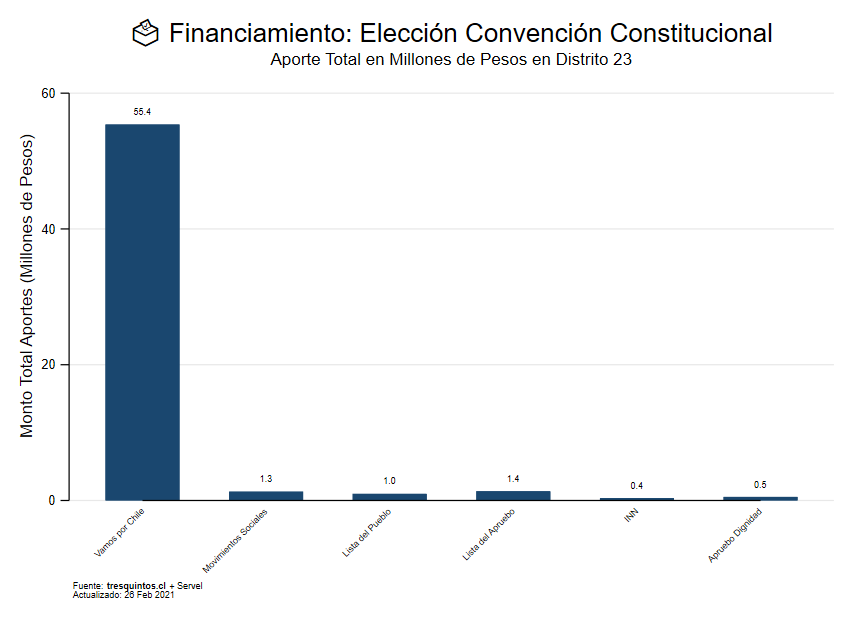 Financiamiento: Elección Convención Constitucional
Aporte Total en Millones de Pesos en Distrito 23
Monto Total Aportes (Millones de Pesos)
60
40
20
0
55.4
1.3
1.0
1.4
0.4
0.5
Vamos por Chile
Movimientos Sociales
Lista del Pueblo
Lista del Apruebo
INN
Apruebo Dignidad
Fuente: tresquintos.cl + Servel
Actualizado: 26 Feb 2021